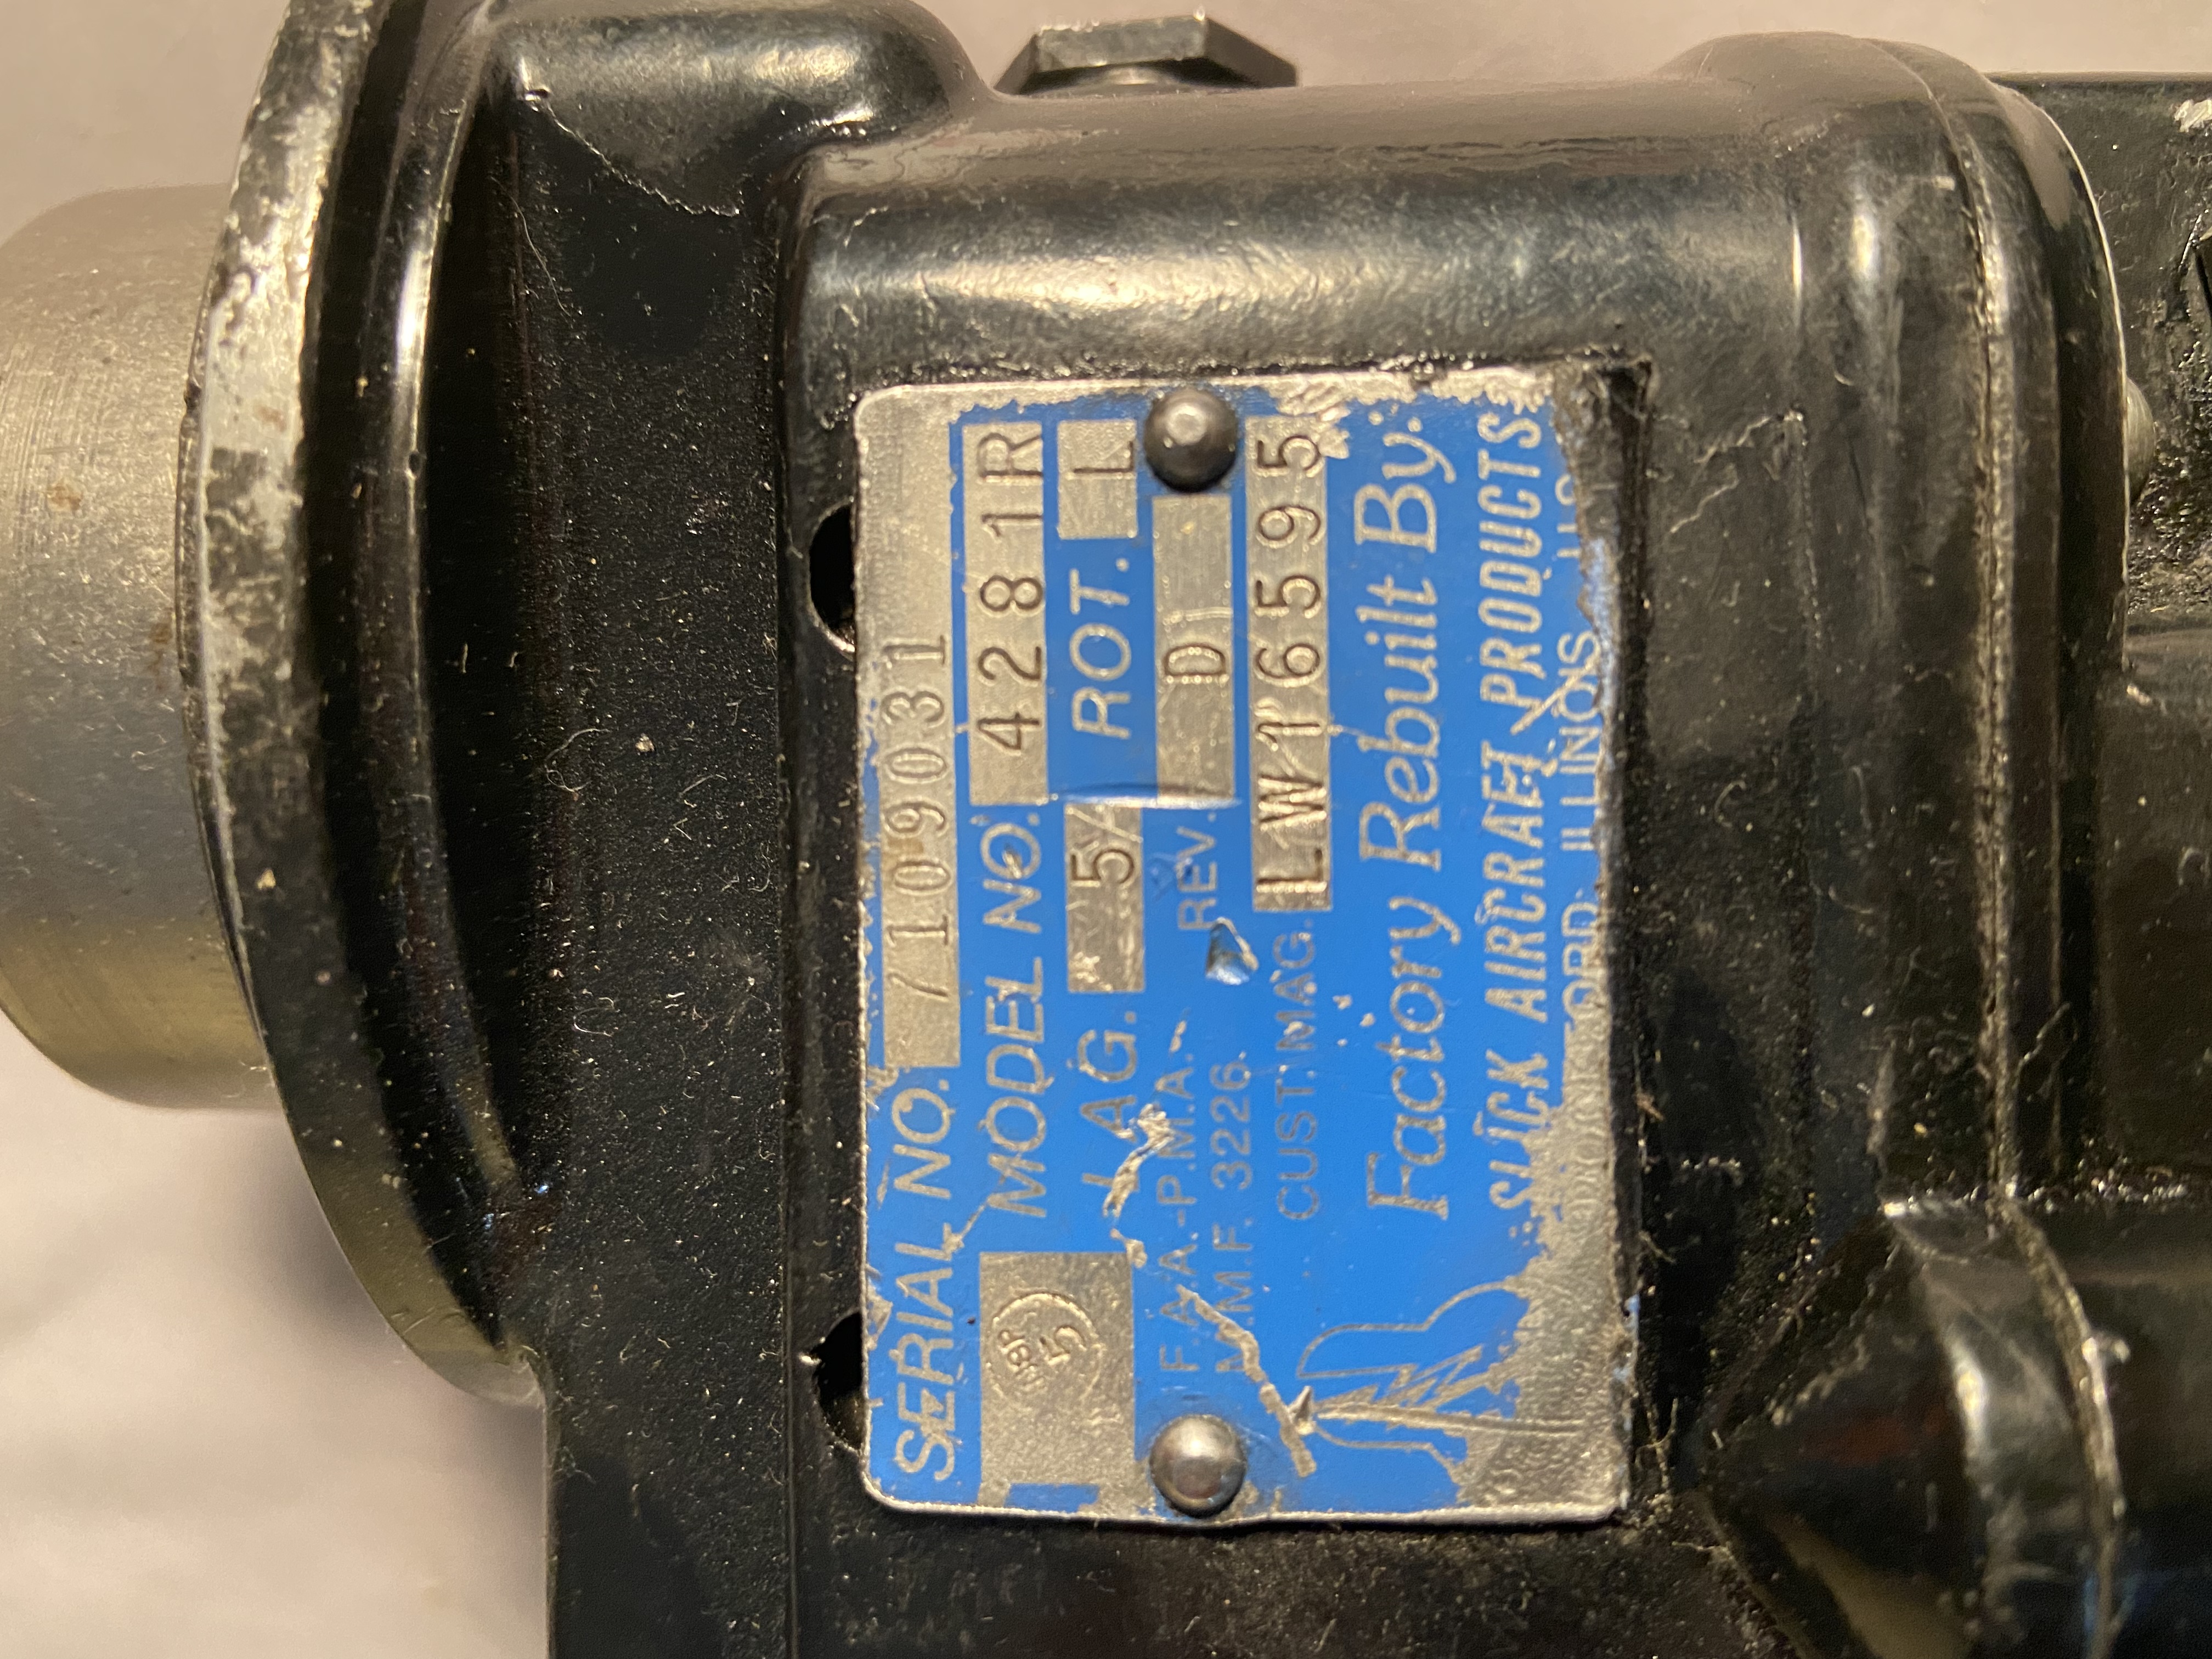 SERIAL NO. 7109031
MODEL NO. 4281R
LAG. 5 ROT. L
F.A.A.-P.M.A.
M.M.F. 3226. REV. D
CUST. MAG. LW16595
Factory Rebuilt By:
SLICK AIRCRAFT PRODUCTS
ILLINOIS